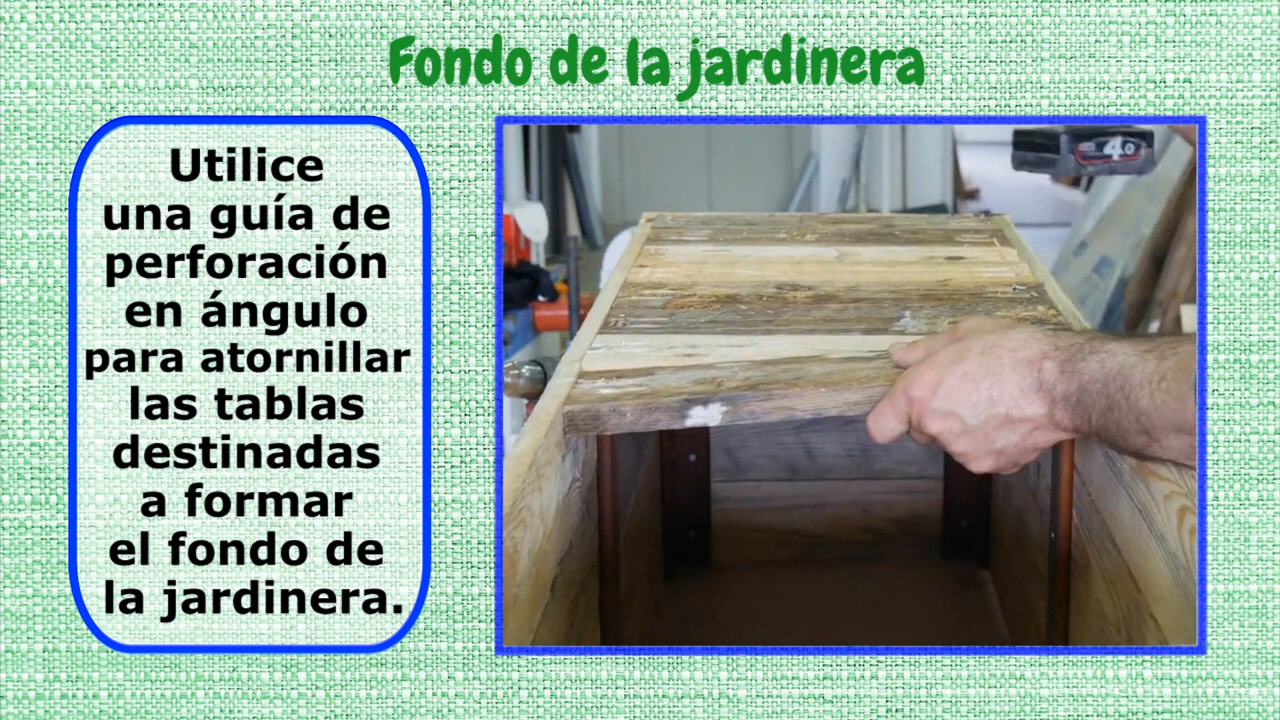 Fondo de la jardinera
Utilice
una guía de
perforación
en ángulo
para atornillar
las tablas
destinadas
a formar
el fondo de
la jardinera.
4